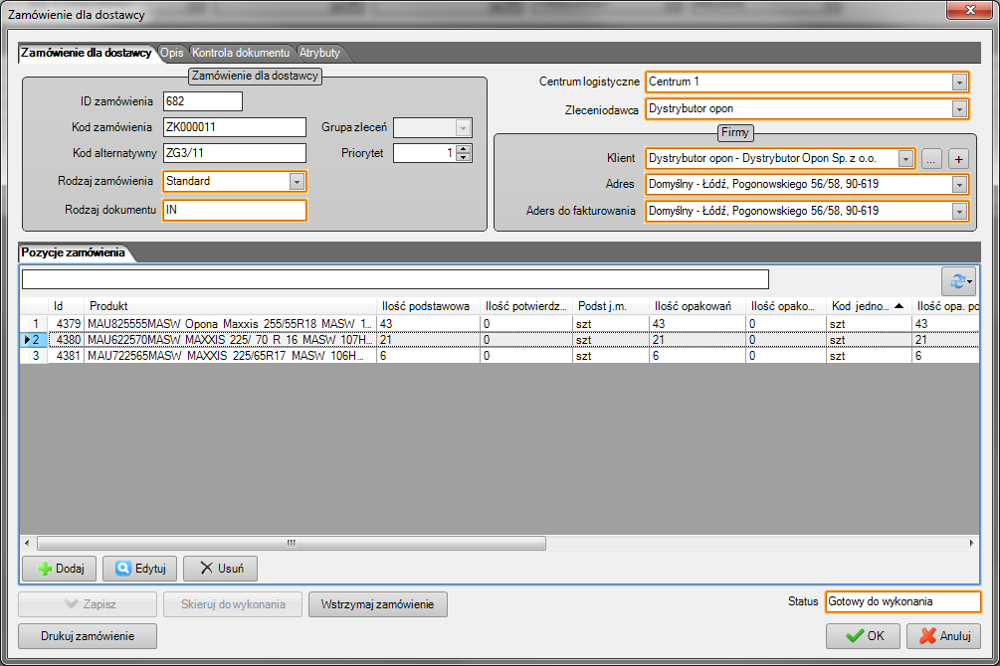 Zamówienie dla dostawcy
Zamówienie dla dostawcy Opis Kontrola dokumentu Atrybuty
Zamówienie dla dostawcy
ID zamówienia 682
Kod zamówienia ZK000011 Grupa zleceń
Kod alternatywny ZG3/11 Priorytet 1
Rodzaj zamówienia Standard
Rodzaj dokumentu IN
Centrum logistyczne Centrum 1
Zleceniodawca Dystrybutor opon
Firmy
Klient Dystrybutor opon - Dystrybutor Opon Sp. z o.o. ... +
Adres Domyślny - Łódź, Pogonowskiego 56/58, 90-619
Aders do fakturowania Domyślny - Łódź, Pogonowskiego 56/58, 90-619
Pozycje zamówienia
Id Produkt Ilość podstawowa Ilość potwierdz... Podst j.m. Ilość opakowań Ilość opako... Kod jedno... Ilość opa. po
1 4379 MAU825555MASW Opona Maxxis 255/55R18 MASW 1... 43 0 szt 43 0 szt 43
2 4380 MAU622570MASW MAXXIS 225/ 70 R 16 MASW 107H... 21 0 szt 21 0 szt 21
3 4381 MAU722565MASW MAXXIS 225/65R17 MASW 106H... 6 0 szt 6 0 szt 6
Dodaj Edytuj Usuń
Zapisz Skieruj do wykonania Wstrzymaj zamówienie Status Gotowy do wykonania
Drukuj zamówienie OK Anuluj